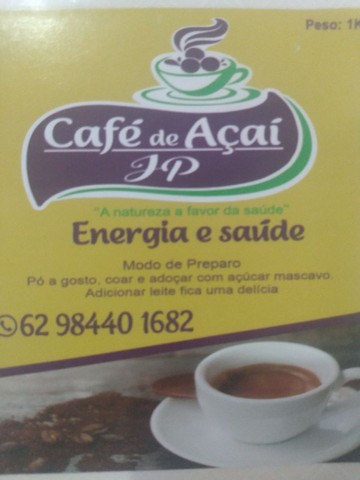 Peso: 1K
Café de Açaí
JP
"A natureza a favor da saúde"
Energia e saúde
Modo de Preparo
Pó a gosto, coar e adoçar com açúcar mascavo.
Adicionar leite fica uma delícia
62 98440 1682